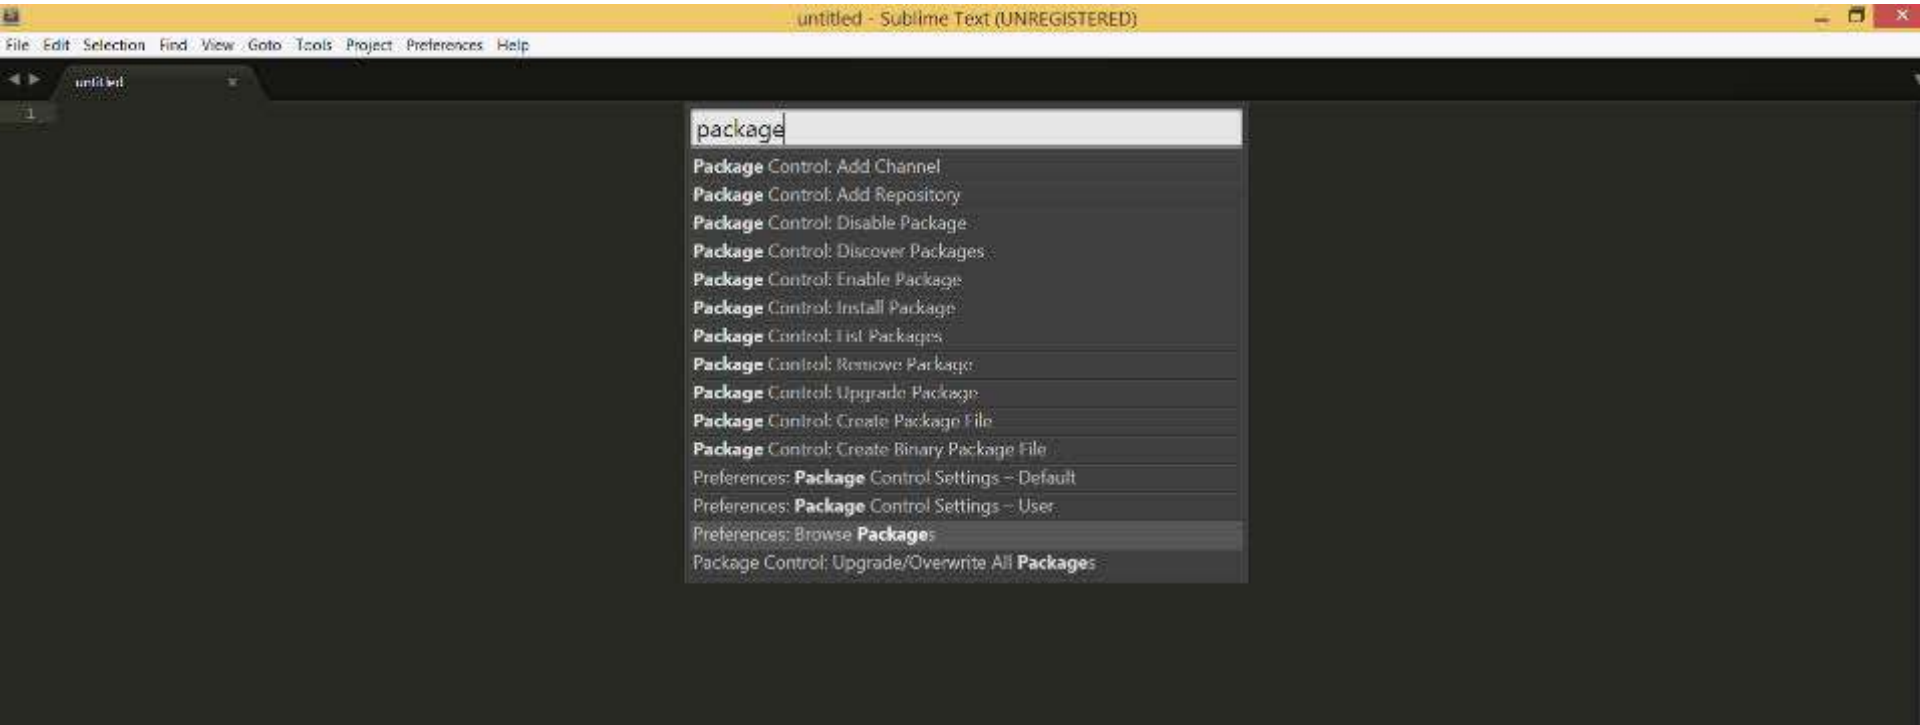 untitled - Sublime Text (UNREGISTERED)
File Edit Selection Find View Goto Tools Project Preferences Help
untitled
1
package
Package Control: Add Channel
Package Control: Add Repository
Package Control: Disable Package
Package Control: Discover Packages
Package Control: Enable Package
Package Control: Install Package
Package Control: List Packages
Package Control: Remove Package
Package Control: Upgrade Package
Package Control: Create Package File
Package Control: Create Binary Package File
Preferences: Package Control Settings – Default
Preferences: Package Control Settings – User
Preferences: Browse Packages
Package Control: Upgrade/Overwrite All Packages